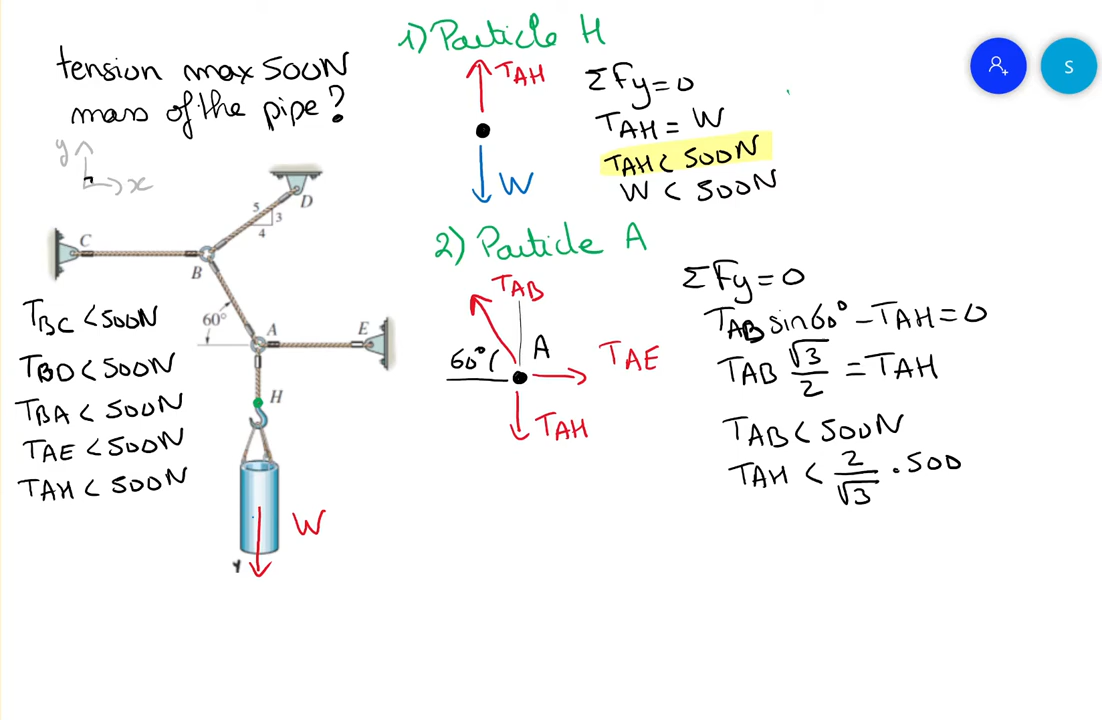 tension max 500N
mass of the pipe?
y
x
D
5
3
4
C
B
60°
A
E
H
W
TBC < 500N
TBD < 500N
TBA < 500N
TAE < 500N
TAH < 500N
1) Particle H
TAH
W
ΣFy = 0
TAH = W
TAH < 500N
W < 500N
2) Particle A
TAB
60°
A
TAE
TAH
ΣFy = 0
TAB sin60° - TAH = 0
TAB √3/2 = TAH
TAB < 500N
TAH < 2/√3 . 500
S